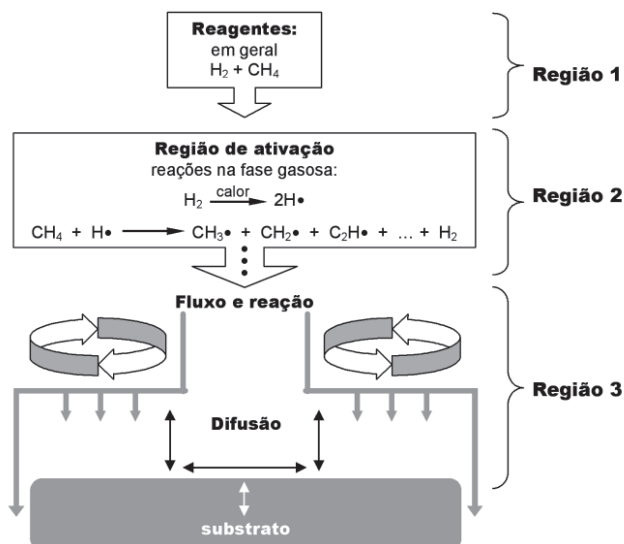 Reagentes:
em geral
H₂ + CH₄
Região 1
Região de ativação
reações na fase gasosa:
H₂ calor⟶ 2H•
CH₄ + H• ⟶ CH₃• + CH₂• + C₂H• + ... + H₂
Região 2
Fluxo e reação
Difusão
Região 3
substrato